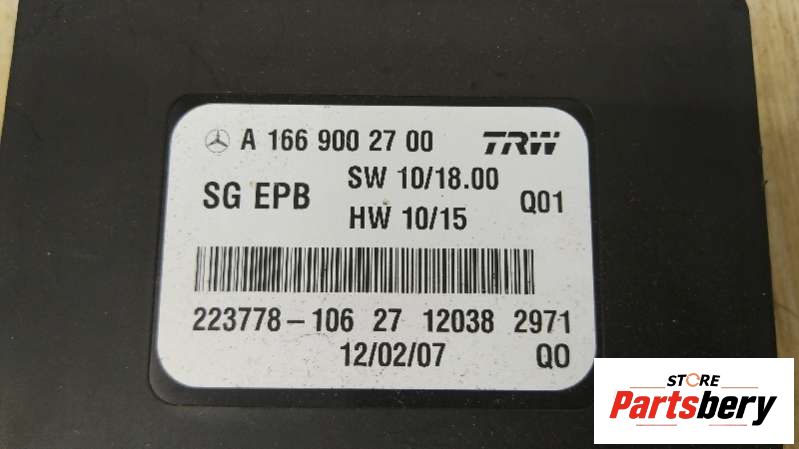 A 166 900 27 00 TRW
SG EPB
SW 10/18.00
HW 10/15
Q01
223778-106 27 12038 2971
12/02/07 Q0
STORE
Partsbery